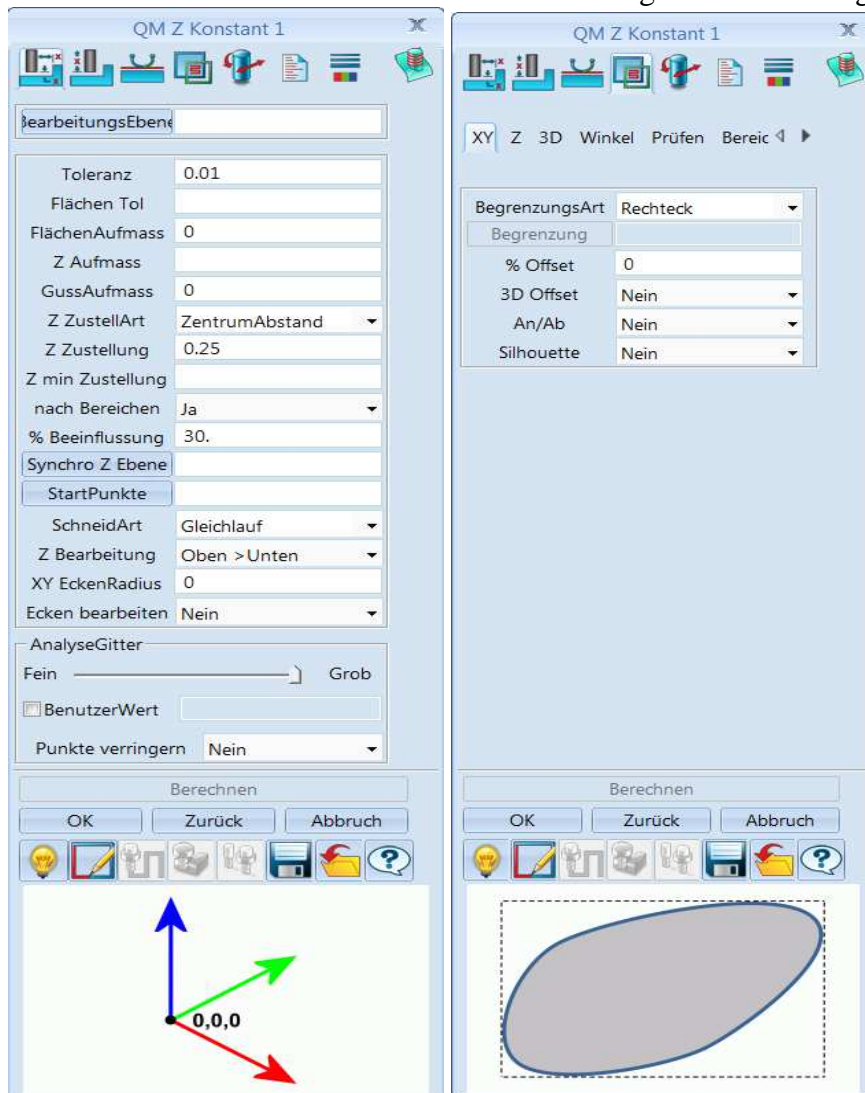 QM Z Konstant 1
BearbeitungsEbene
Toleranz 0.01
Flächen Tol
FlächenAufmass 0
Z Aufmass
GussAufmass 0
Z ZustellArt ZentrumAbstand
Z Zustellung 0.25
Z min Zustellung
nach Bereichen Ja
% Beeinflussung 30.
Synchro Z Ebene
StartPunkte
SchneidArt Gleichlauf
Z Bearbeitung Oben >Unten
XY EckenRadius 0
Ecken bearbeiten Nein
AnalyseGitter
Fein Grob
BenutzerWert
Punkte verringern Nein
Berechnen
OK Zurück Abbruch
0,0,0
QM Z Konstant 1
XY Z 3D Winkel Prüfen Bereic
BegrenzungsArt Rechteck
Begrenzung
% Offset 0
3D Offset Nein
An/Ab Nein
Silhouette Nein
Berechnen
OK Zurück Abbruch